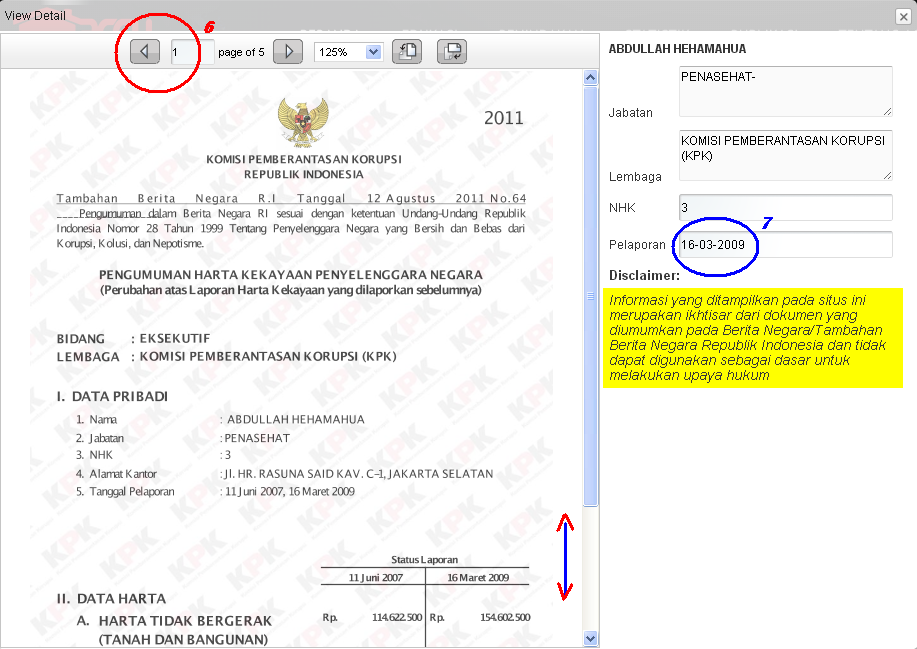 View Detail
6
1 page of 5 125%
2011
KOMISI PEMBERANTASAN KORUPSI
REPUBLIK INDONESIA
Tambahan Berita Negara R.I Tanggal 12 Agustus 2011 No.64
____Pengumuman dalam Berita Negara RI sesuai dengan ketentuan Undang-Undang Republik
Indonesia Nomor 28 Tahun 1999 Tentang Penyelenggara Negara yang Bersih dan Bebas dari
Korupsi, Kolusi, dan Nepotisme.
PENGUMUMAN HARTA KEKAYAAN PENYELENGGARA NEGARA
(Perubahan atas Laporan Harta Kekayaan yang dilaporkan sebelumnya)
BIDANG : EKSEKUTIF
LEMBAGA : KOMISI PEMBERANTASAN KORUPSI (KPK)
I. DATA PRIBADI
1. Nama : ABDULLAH HEHAMAHUA
2. Jabatan : PENASEHAT
3. NHK : 3
4. Alamat Kantor : Jl. HR. RASUNA SAID KAV. C-1, JAKARTA SELATAN
5. Tanggal Pelaporan : 11 Juni 2007, 16 Maret 2009
Status Laporan
11 Juni 2007 16 Maret 2009
II. DATA HARTA
A. HARTA TIDAK BERGERAK Rp. 114.622.500 Rp. 154.602.500
(TANAH DAN BANGUNAN)
KPK
ABDULLAH HEHAMAHUA
Jabatan PENASEHAT-
Lembaga KOMISI PEMBERANTASAN KORUPSI
(KPK)
NHK 3
7
Pelaporan 16-03-2009
Disclaimer:
Informasi yang ditampilkan pada situs ini
merupakan ikhtisar dari dokumen yang
diumumkan pada Berita Negara/Tambahan
Berita Negara Republik Indonesia dan tidak
dapat digunakan sebagai dasar untuk
melakukan upaya hukum